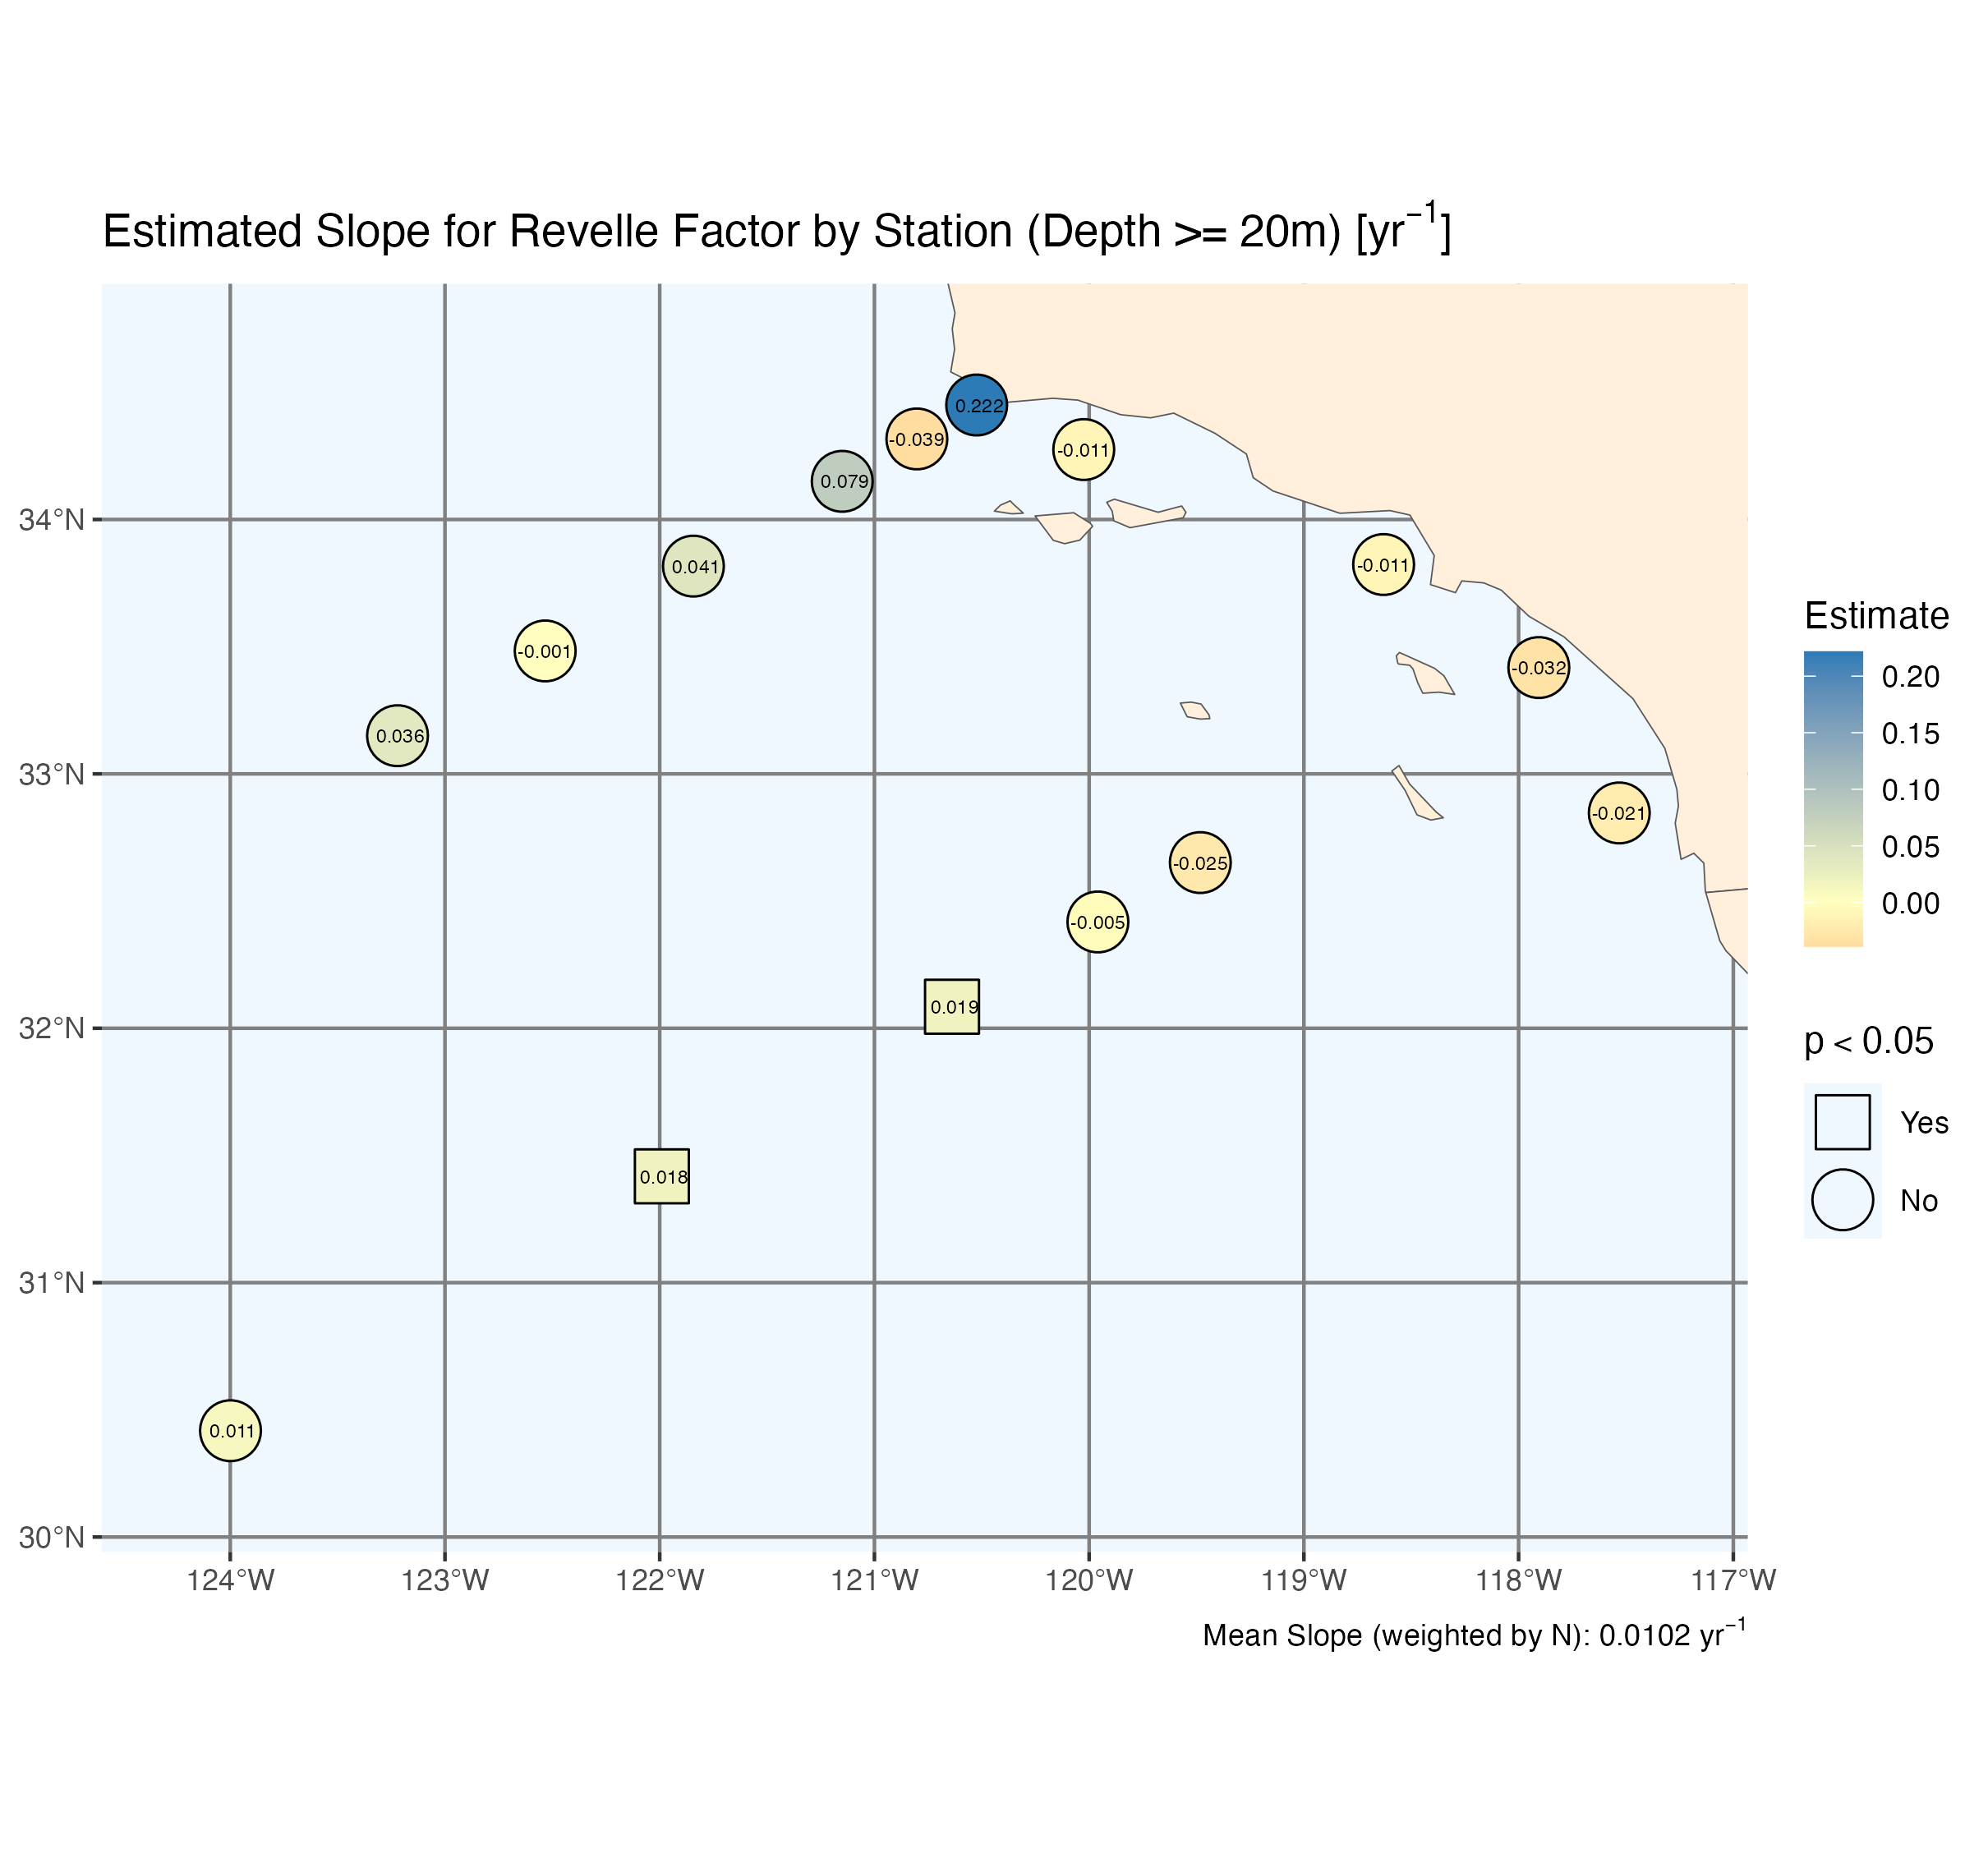 Estimated Slope for Revelle Factor by Station (Depth >= 20m) [yr⁻¹]
0.222
-0.039
-0.011
0.079
34°N
0.041
-0.011
Estimate
-0.001
-0.032
0.20
0.15
0.036
33°N
0.10
-0.021
0.05
-0.025
0.00
-0.005
0.019
32°N
p < 0.05
Yes
0.018
No
31°N
0.011
30°N
124°W 123°W 122°W 121°W 120°W 119°W 118°W 117°W
Mean Slope (weighted by N): 0.0102 yr⁻¹